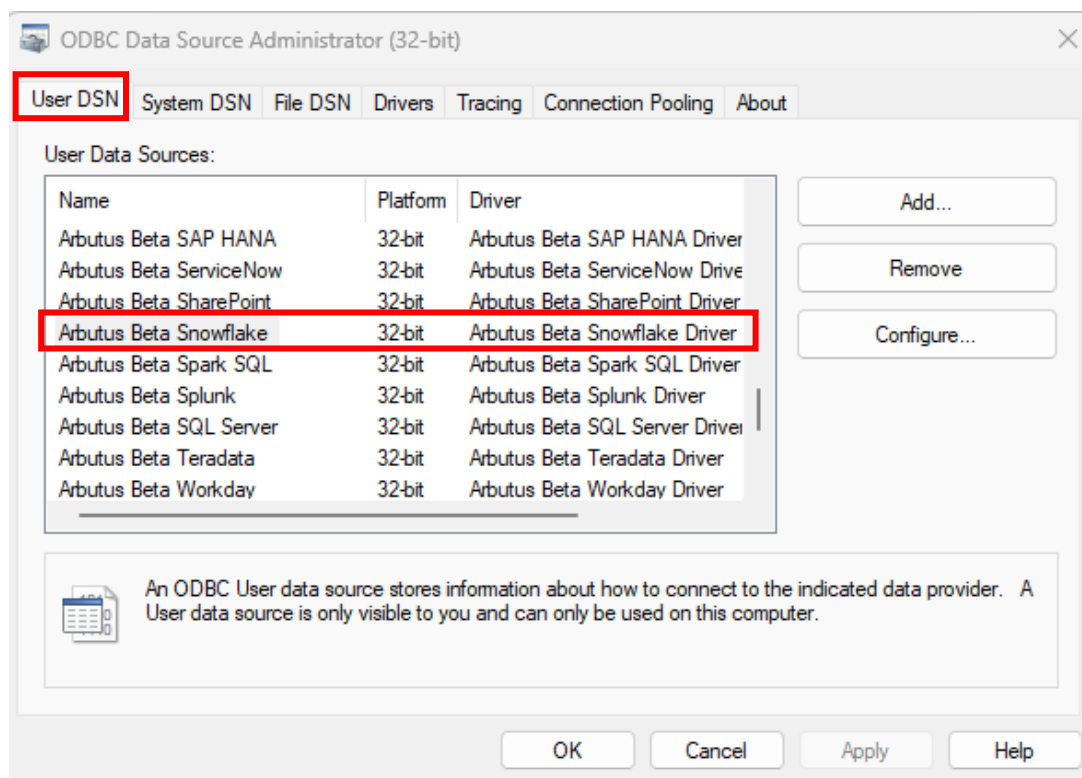 ODBC Data Source Administrator (32-bit)
User DSN System DSN File DSN Drivers Tracing Connection Pooling About
User Data Sources:
Name Platform Driver
Arbutus Beta SAP HANA 32-bit Arbutus Beta SAP HANA Driver
Arbutus Beta ServiceNow 32-bit Arbutus Beta ServiceNow Drive
Arbutus Beta SharePoint 32-bit Arbutus Beta SharePoint Driver
Arbutus Beta Snowflake 32-bit Arbutus Beta Snowflake Driver
Arbutus Beta Spark SQL 32-bit Arbutus Beta Spark SQL Driver
Arbutus Beta Splunk 32-bit Arbutus Beta Splunk Driver
Arbutus Beta SQL Server 32-bit Arbutus Beta SQL Server Driver
Arbutus Beta Teradata 32-bit Arbutus Beta Teradata Driver
Arbutus Beta Workday 32-bit Arbutus Beta Workday Driver
Add...
Remove
Configure...
An ODBC User data source stores information about how to connect to the indicated data provider. A
User data source is only visible to you and can only be used on this computer.
OK Cancel Apply Help